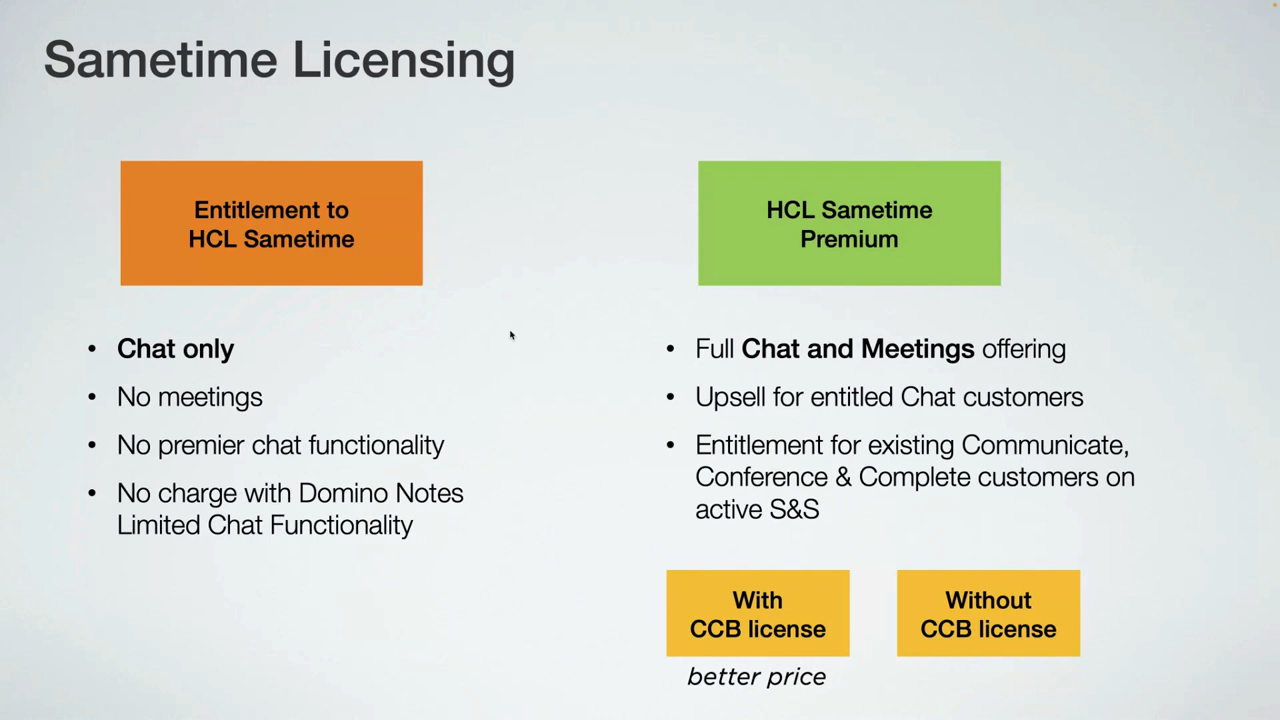 Sametime Licensing
Entitlement to
HCL Sametime
• Chat only
• No meetings
• No premier chat functionality
• No charge with Domino Notes
Limited Chat Functionality
HCL Sametime
Premium
• Full Chat and Meetings offering
• Upsell for entitled Chat customers
• Entitlement for existing Communicate,
Conference & Complete customers on
active S&S
With
CCB license
better price
Without
CCB license